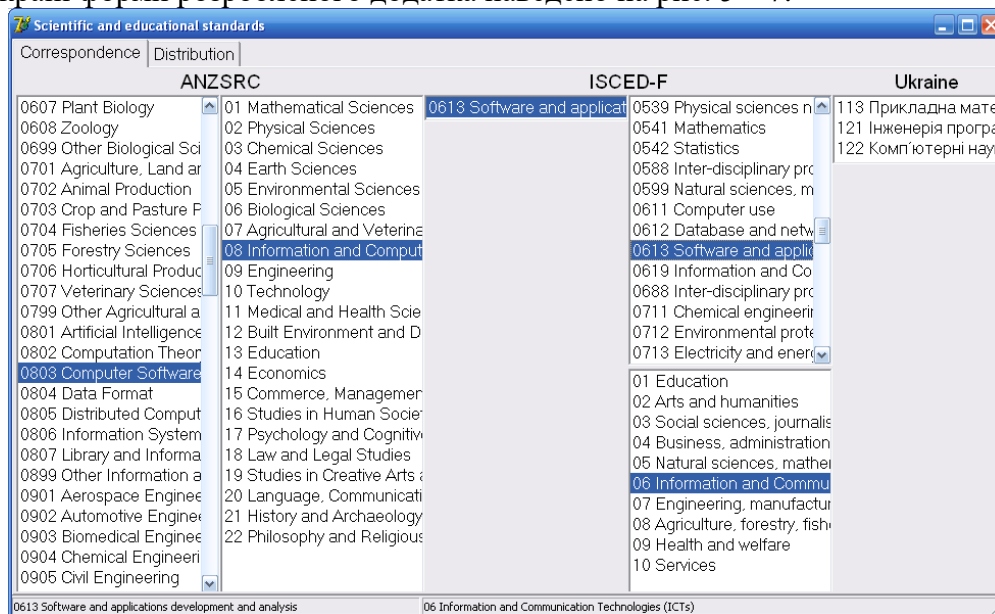 Scientific and educational standards
Correspondence
Distribution
ANZSRC
ISCED-F
Ukraine
0607 Plant Biology
0608 Zoology
0699 Other Biological Sci
0701 Agriculture, Land ar
0702 Animal Production
0703 Crop and Pasture P
0704 Fisheries Sciences
0705 Forestry Sciences
0706 Horticultural Produc
0707 Veterinary Sciences
0799 Other Agricultural a
0801 Artificial Intelligence
0802 Computation Theor
0803 Computer Software
0804 Data Format
0805 Distributed Comput
0806 Information System
0807 Library and Informa
0899 Other Information a
0901 Aerospace Enginee
0902 Automotive Enginee
0903 Biomedical Enginee
0904 Chemical Engineeri
0905 Civil Engineering
01 Mathematical Sciences
02 Physical Sciences
03 Chemical Sciences
04 Earth Sciences
05 Environmental Sciences
06 Biological Sciences
07 Agricultural and Veterina
08 Information and Comput
09 Engineering
10 Technology
11 Medical and Health Scie
12 Built Environment and D
13 Education
14 Economics
15 Commerce, Managemer
16 Studies in Human Societ
17 Psychology and Cognitiv
18 Law and Legal Studies
19 Studies in Creative Arts a
20 Language, Communicati
21 History and Archaeology
22 Philosophy and Religious
0613 Software and applicat
0539 Physical sciences n
0541 Mathematics
0542 Statistics
0588 Inter-disciplinary pro
0599 Natural sciences, m
0611 Computer use
0612 Database and netw
0613 Software and applic
0619 Information and Co
0688 Inter-disciplinary pro
0711 Chemical engineerin
0712 Environmental prote
0713 Electricity and energ
01 Education
02 Arts and humanities
03 Social sciences, journalis
04 Business, administration
05 Natural sciences, mather
06 Information and Commu
07 Engineering, manufactur
08 Agriculture, forestry, fish
09 Health and welfare
10 Services
113 Прикладна мате
121 Інженерія програ
122 Комп´ютерні нау
0613 Software and applications development and analysis
06 Information and Communication Technologies (ICTs)